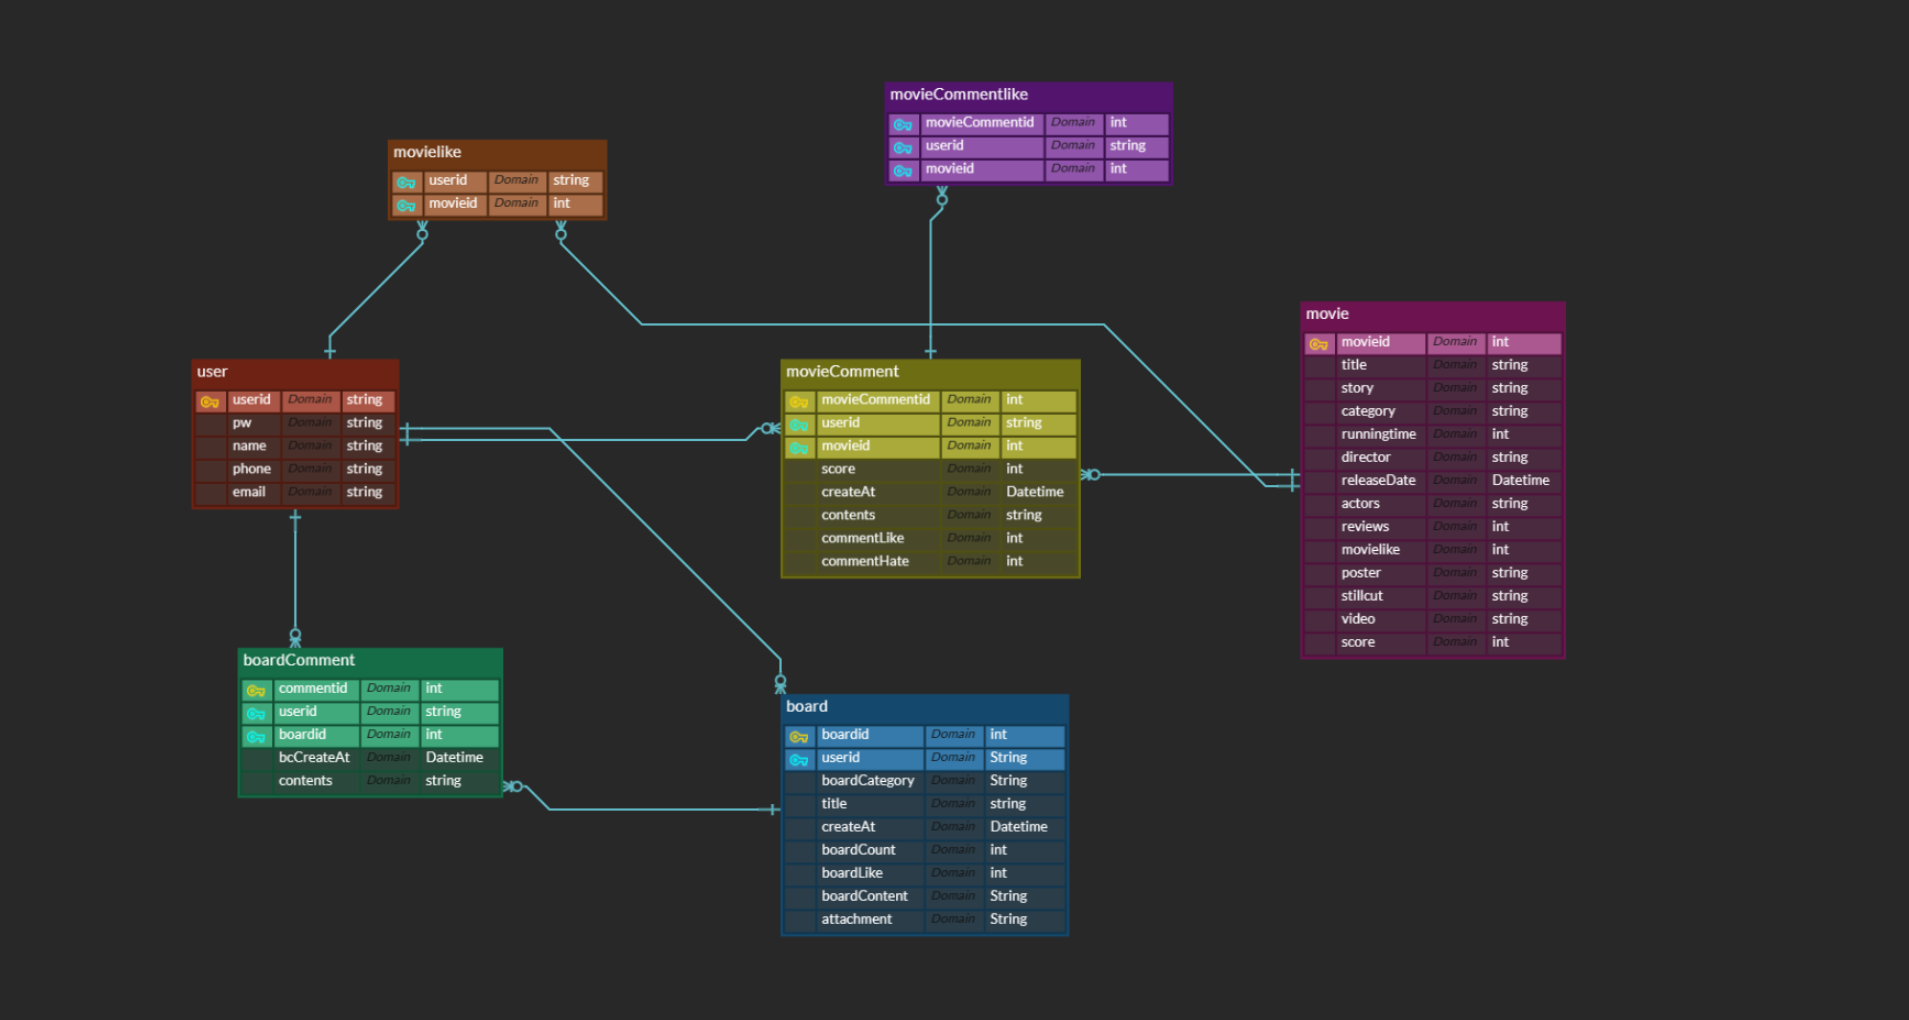 movieCommentlike
movieCommentid Domain int
userid Domain string
movieid Domain int
movielike
userid Domain string
movieid Domain int
movie
movieid Domain int
title Domain string
story Domain string
category Domain string
runningtime Domain int
director Domain string
releaseDate Domain Datetime
actors Domain string
reviews Domain int
movielike Domain int
poster Domain string
stillcut Domain string
video Domain string
score Domain int
user
userid Domain string
pw Domain string
name Domain string
phone Domain string
email Domain string
movieComment
movieCommentid Domain int
userid Domain string
movieid Domain int
score Domain int
createAt Domain Datetime
contents Domain string
commentLike Domain int
commentHate Domain int
boardComment
commentid Domain int
userid Domain string
boardid Domain int
bcCreateAt Domain Datetime
contents Domain string
board
boardid Domain int
userid Domain String
boardCategory Domain String
title Domain string
createAt Domain Datetime
boardCount Domain int
boardLike Domain int
boardContent Domain String
attachment Domain String